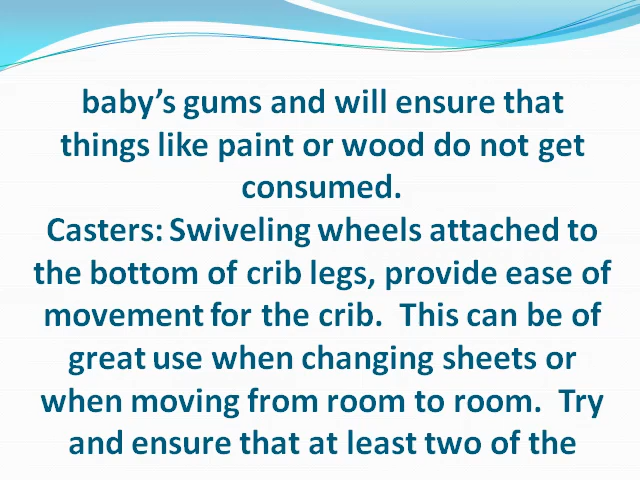 baby’s gums and will ensure that
things like paint or wood do not get
consumed.
Casters: Swiveling wheels attached to
the bottom of crib legs, provide ease of
movement for the crib.  This can be of
great use when changing sheets or
when moving from room to room.  Try
and ensure that at least two of the